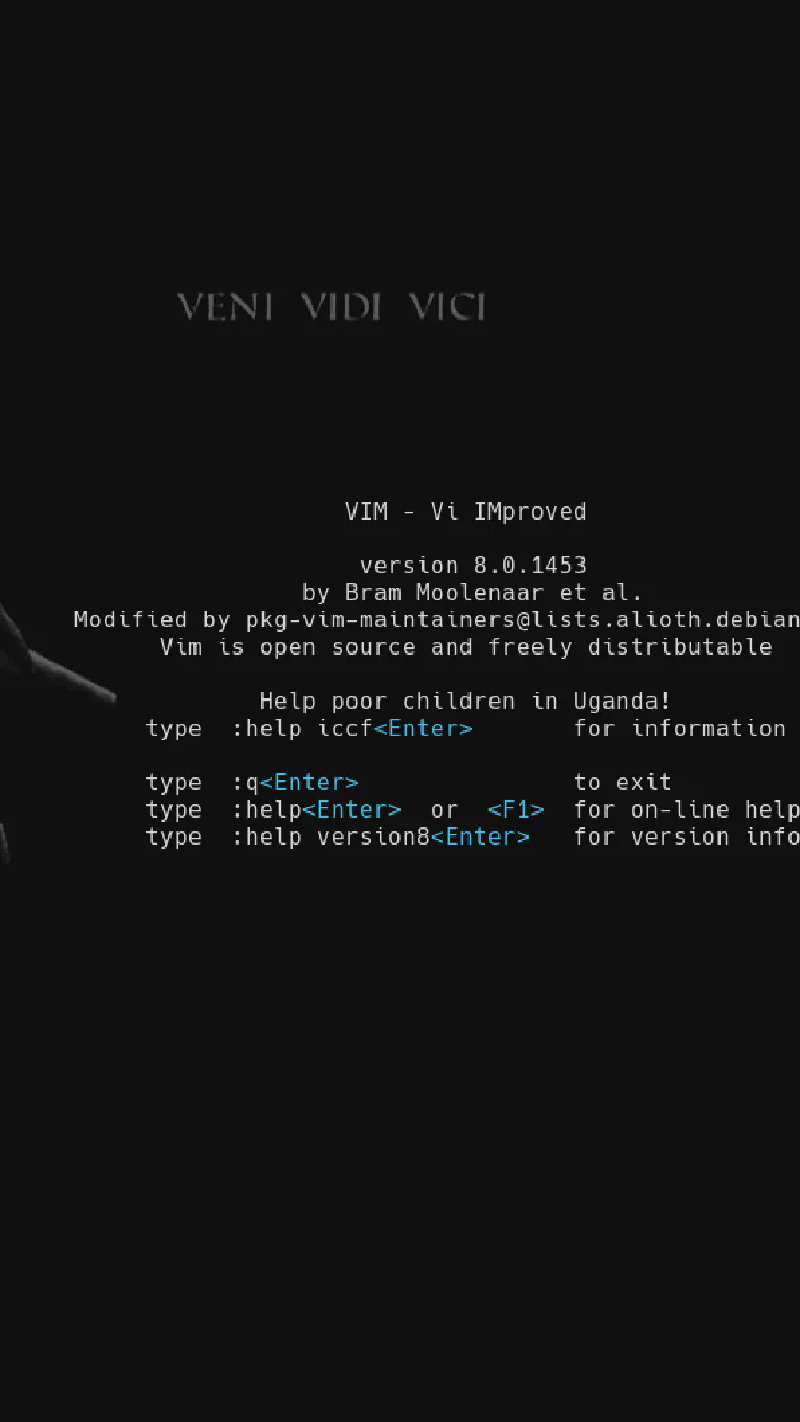 VENI VIDI VICI
VIM - Vi IMproved
version 8.0.1453
by Bram Moolenaar et al.
Modified by pkg-vim-maintainers@lists.alioth.debian
Vim is open source and freely distributable
Help poor children in Uganda!
type :help iccf<Enter> for information
type :q<Enter> to exit
type :help<Enter> or <F1> for on-line help
type :help version8<Enter> for version info